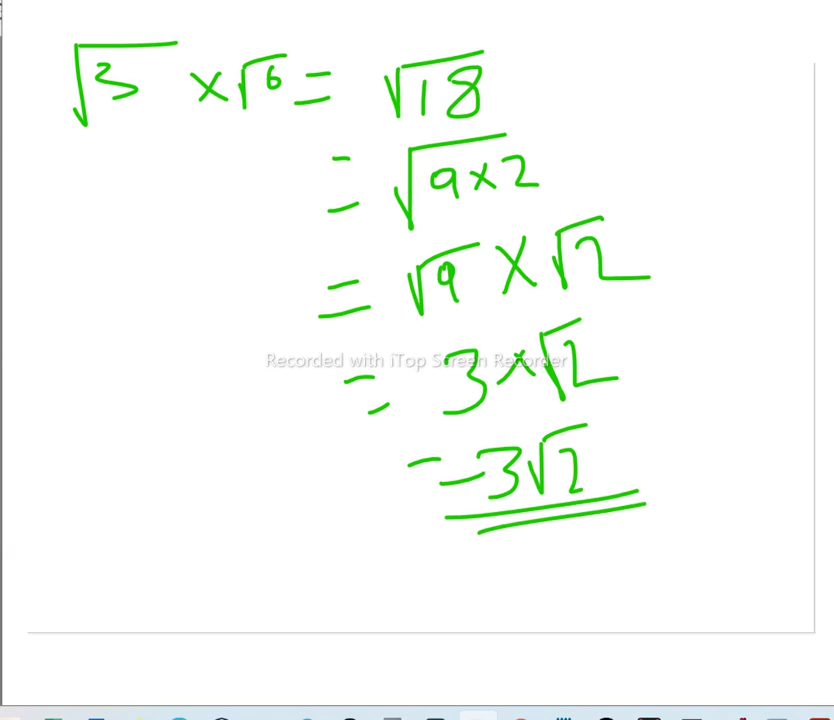 √3 × √6 = √18
= √9×2
= √9 × √2
Recorded with iTop Screen Recorder
= 3 × √2
= 3√2